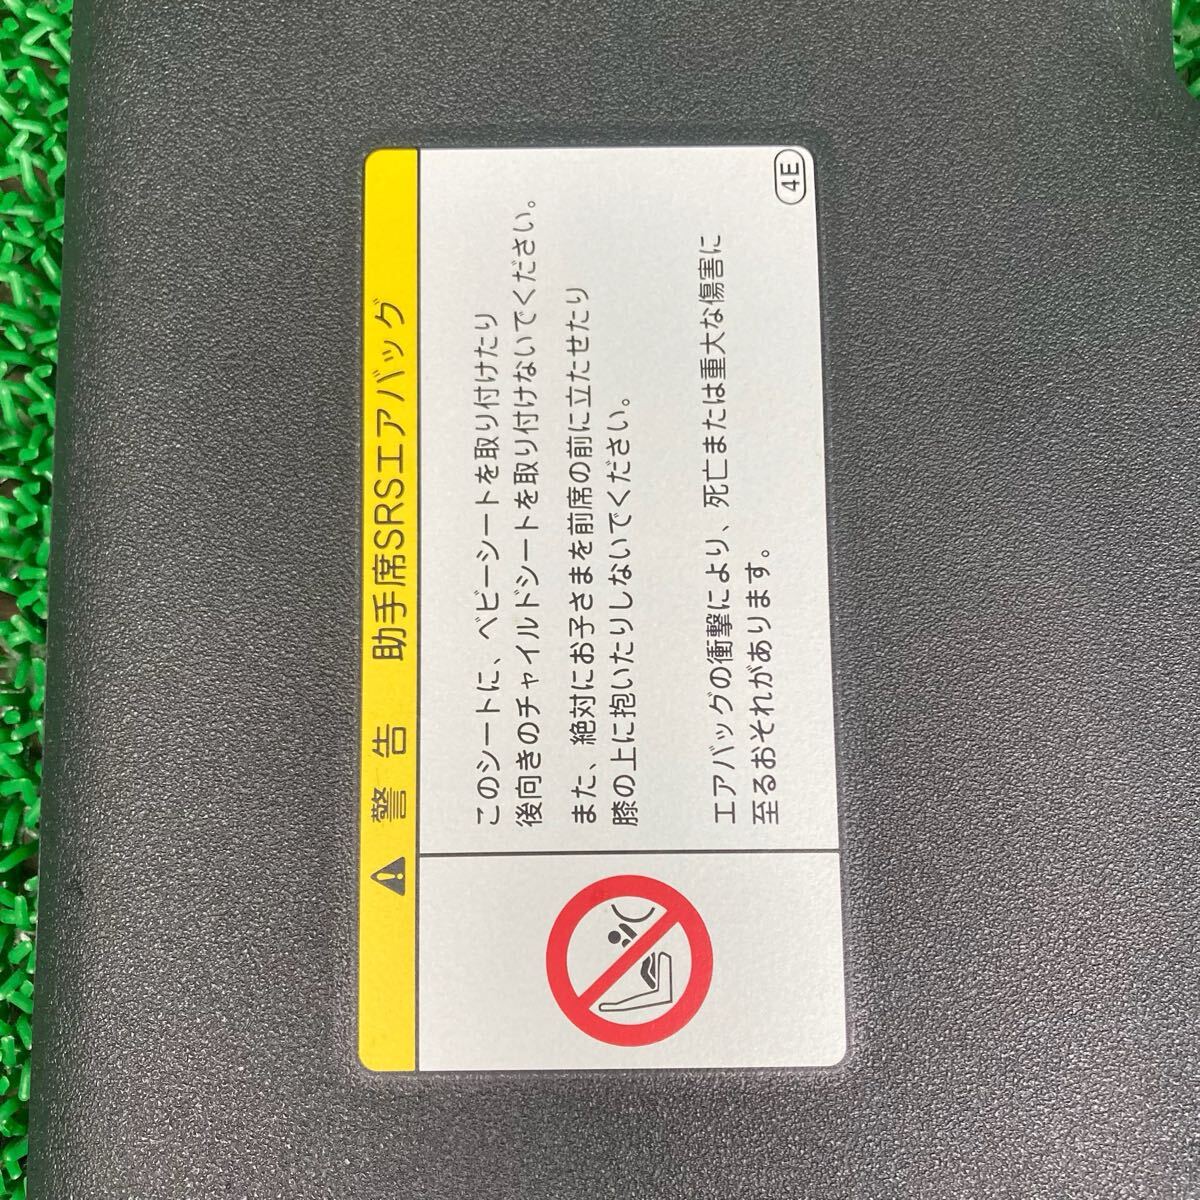 警告 助手席SRSエアバッグ
このシートに、ベビーシートを取り付けたり
後向きのチャイルドシートを取り付けないでください。
また、絶対にお子さまを前席の前に立たせたり
膝の上に抱いたりしないでください。
エアバッグの衝撃により、死亡または重大な傷害に
至るおそれがあります。
4E